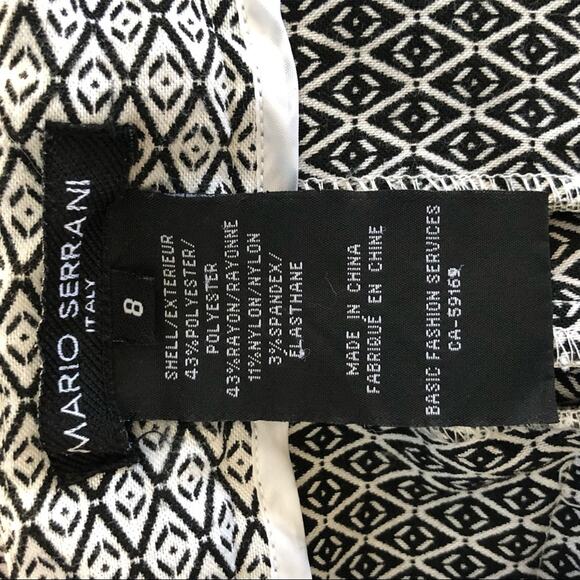 MARIO SERRANI
ITALY
8
SHELL/EXTERIEUR
43%POLYESTER/
POLYESTER
43%RAYON/RAYONNE
11%NYLON/NYLON
3%SPANDEX/
ÉLASTHANE
MADE IN CHINA
FABRIQUÉ EN CHINE
BASIC FASHION SERVICES
CA-59169